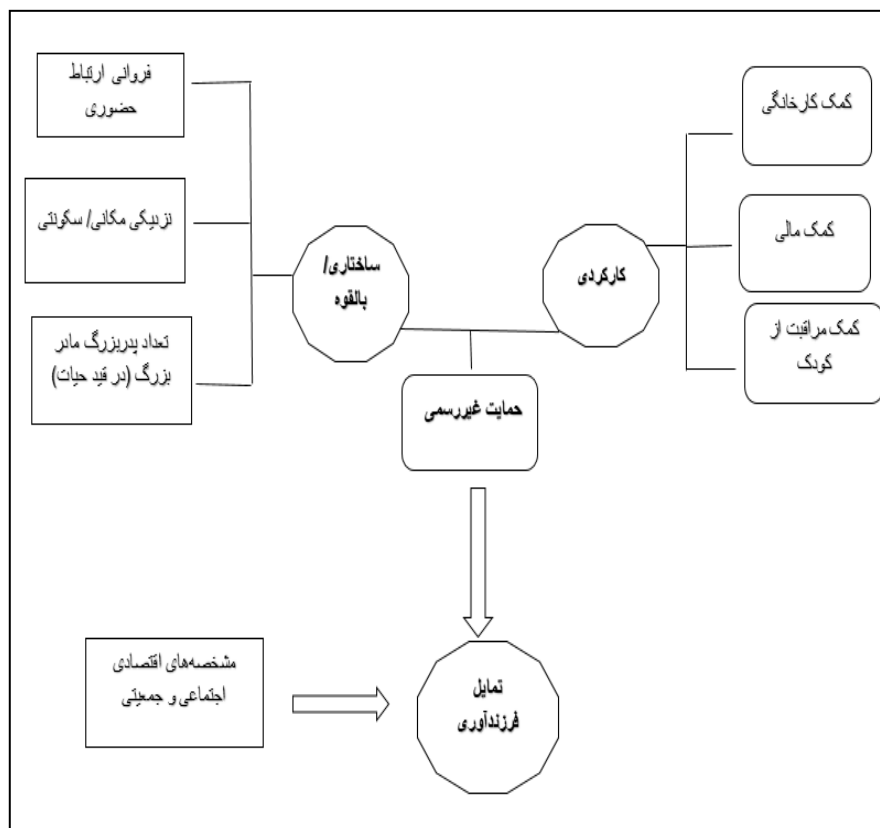 فروانی ارتباط
حضوری
کمک کارخانگی
نزدیکی مکانی/ سکونتی
کمک مالی
ساختاری/
بالقوه
کارکردی
تعداد پدربزرگ مادر
بزرگ (در قید حیات)
کمک مراقبت از
کودک
حمایت غیررسمی
مشخصه‌های اقتصادی
اجتماعی و جمعیتی
تمایل
فرزندآوری